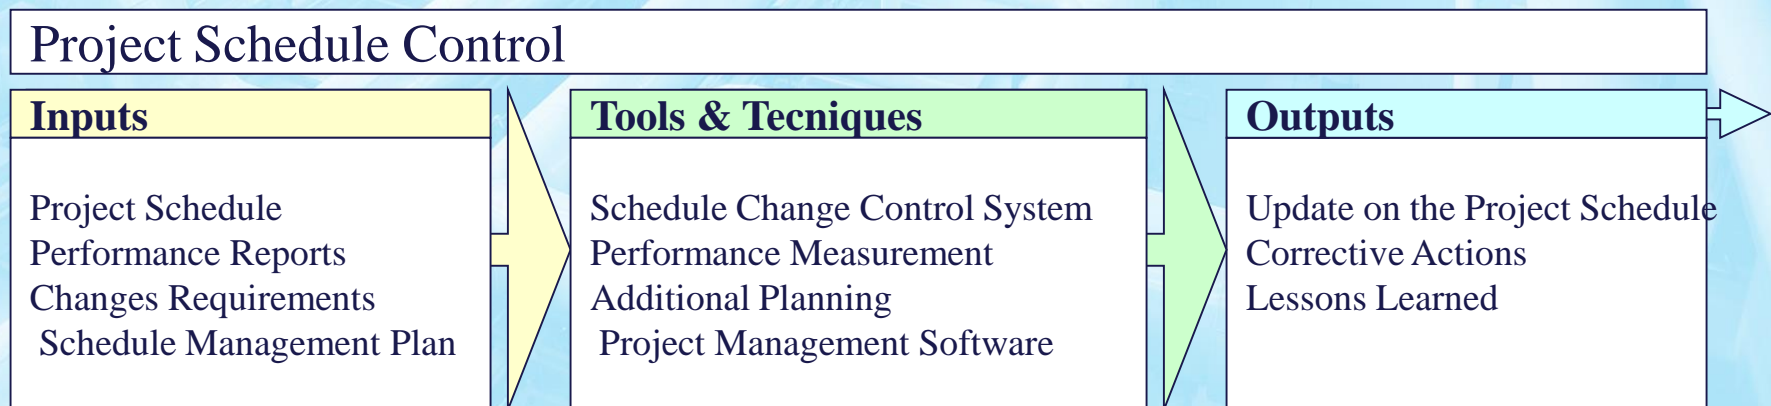 Project Schedule Control
Inputs
Project Schedule
Performance Reports
Changes Requirements
Schedule Management Plan
Tools & Tecniques
Schedule Change Control System
Performance Measurement
Additional Planning
Project Management Software
Outputs
Update on the Project Schedule
Corrective Actions
Lessons Learned